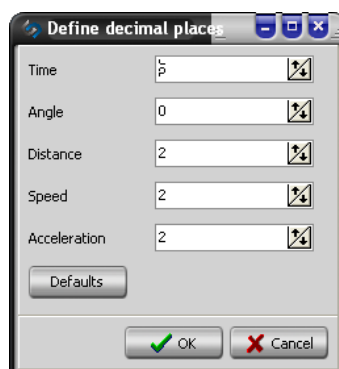 Define decimal places
Time
Angle 0
Distance 2
Speed 2
Acceleration 2
Defaults
OK Cancel